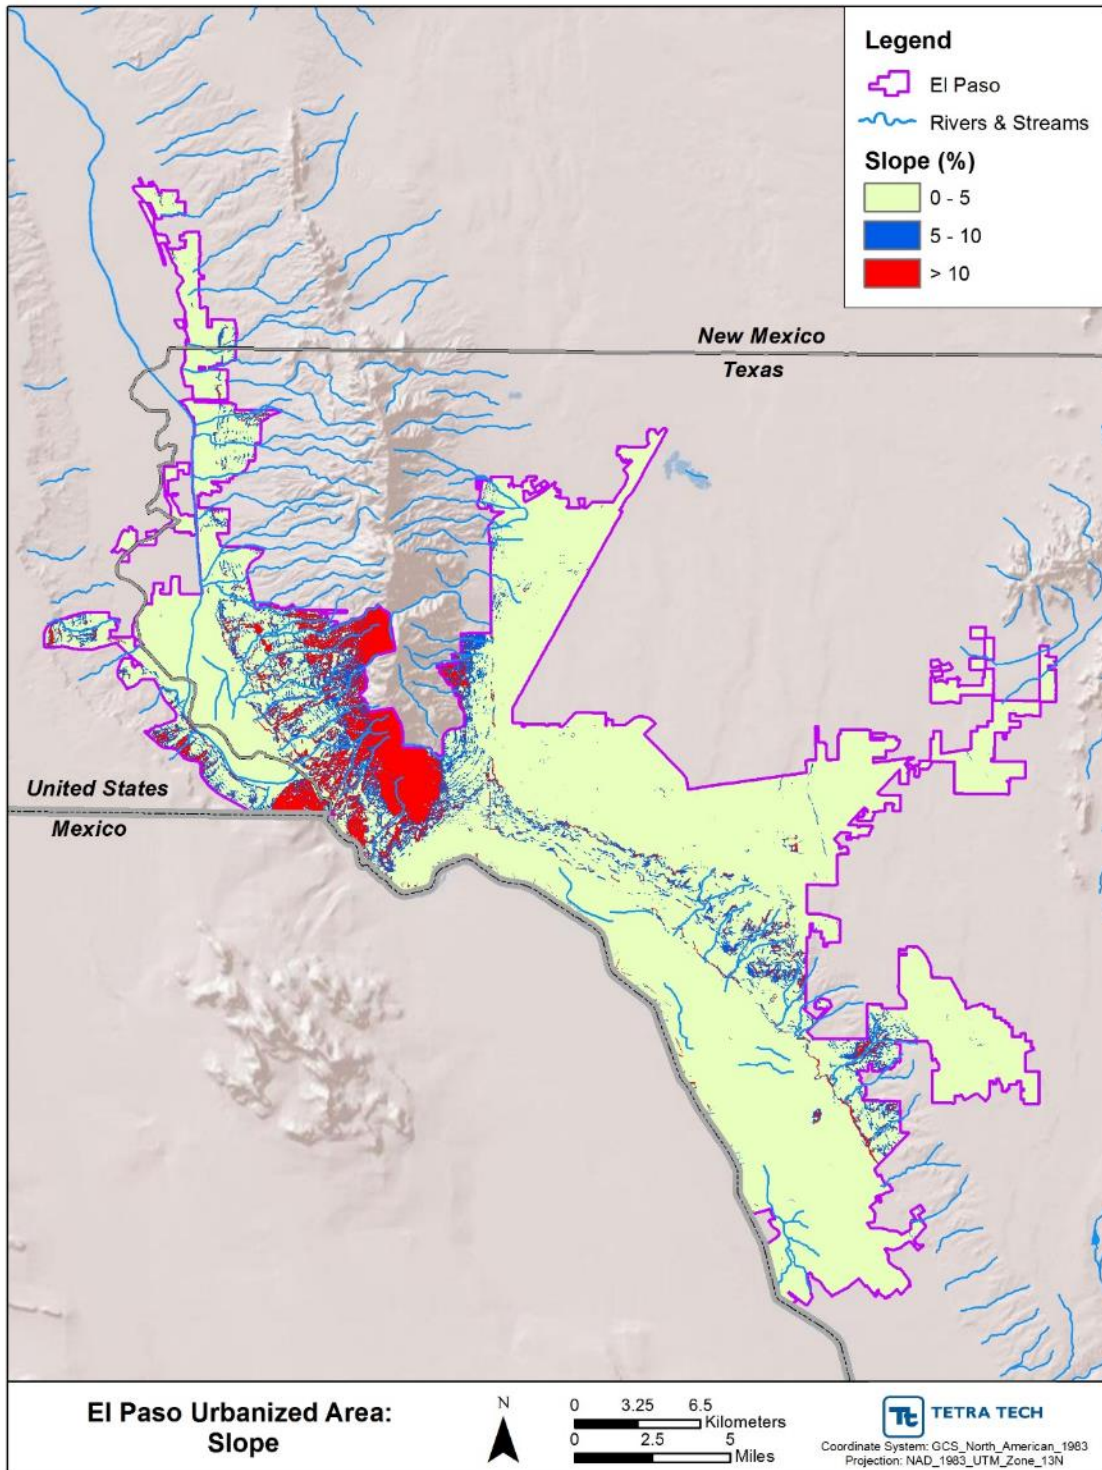 Legend
El Paso
Rivers & Streams
Slope (%)
0 - 5
5 - 10
> 10
New Mexico
Texas
United States
Mexico
El Paso Urbanized Area:
Slope
N
0 3.25 6.5
Kilometers
0 2.5 5
Miles
Tt TETRA TECH
Coordinate System: GCS_North_American_1983
Projection: NAD_1983_UTM_Zone_13N